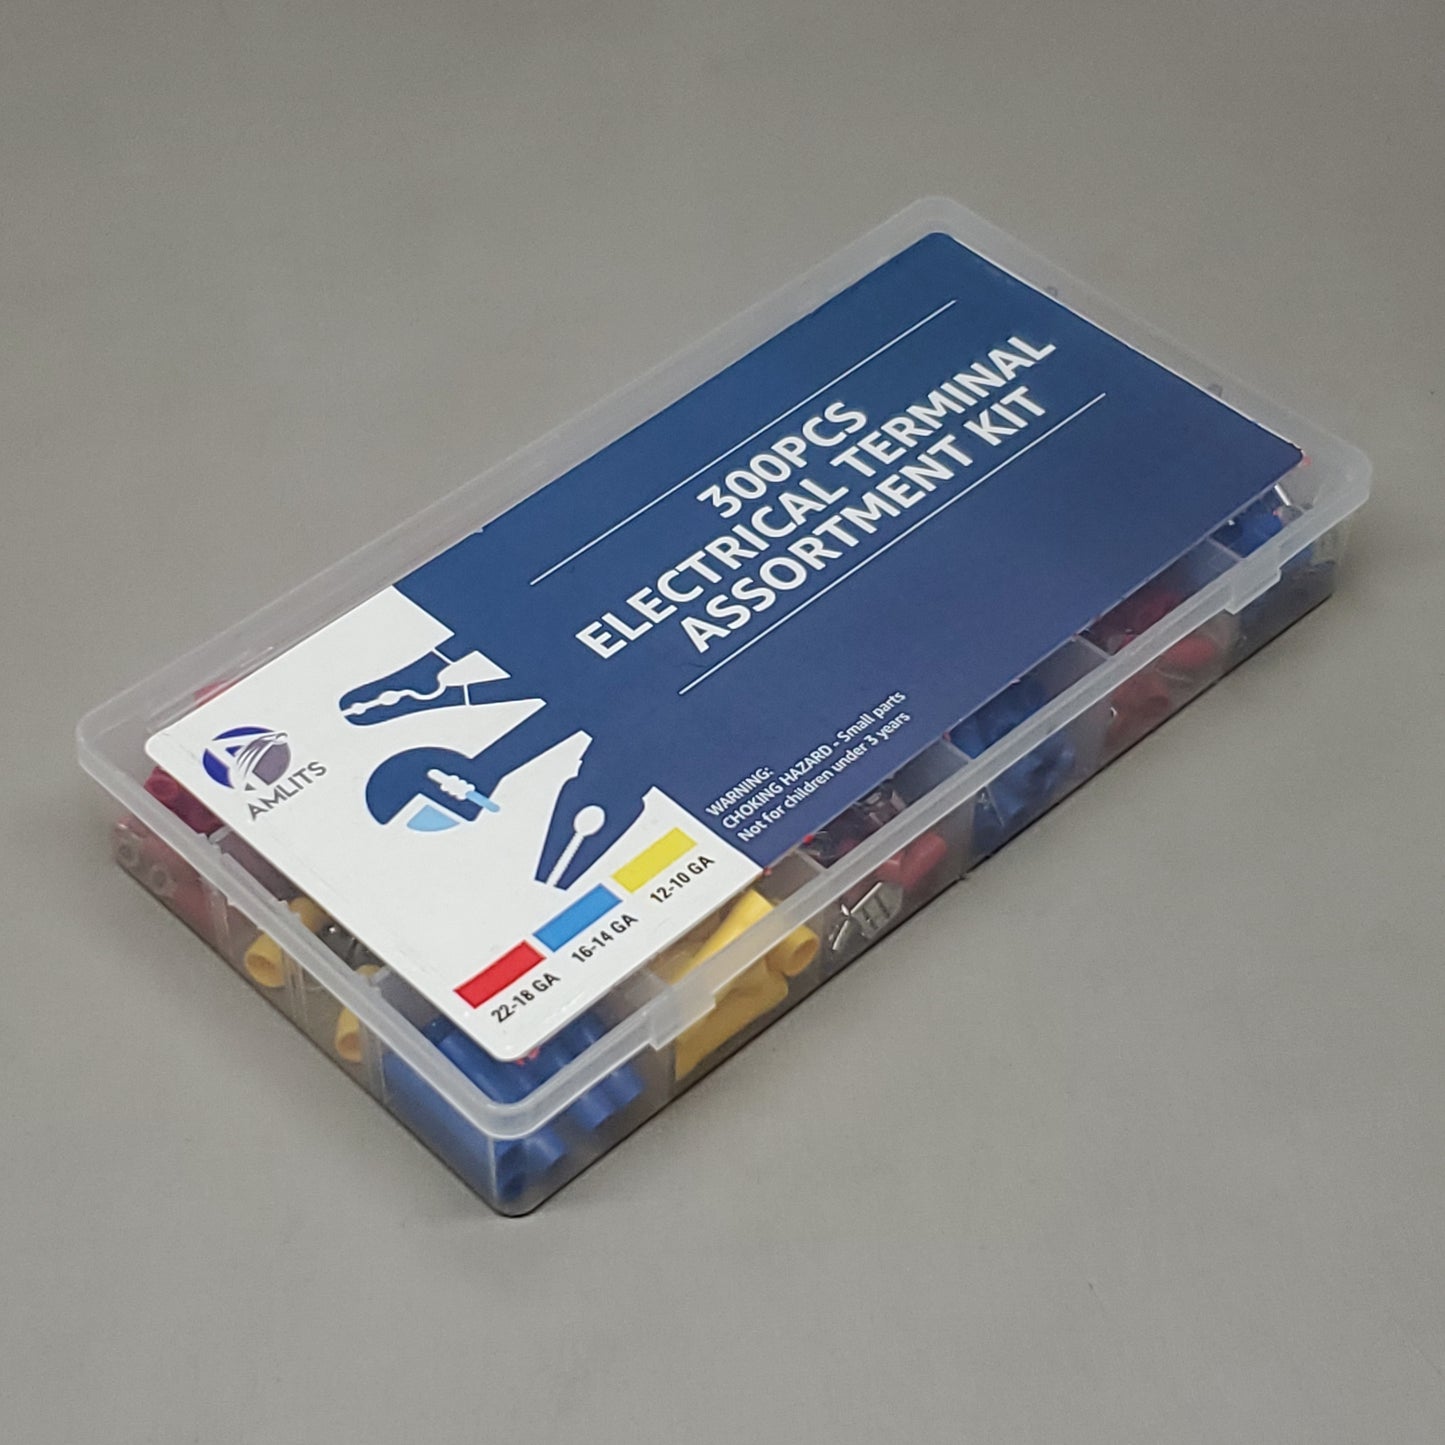 300PCS
ELECTRICAL TERMINAL
ASSORTMENT KIT
AMLITS
WARNING:
CHOKING HAZARD - Small parts
Not for children under 3 years
22-18 GA
16-14 GA
12-10 GA